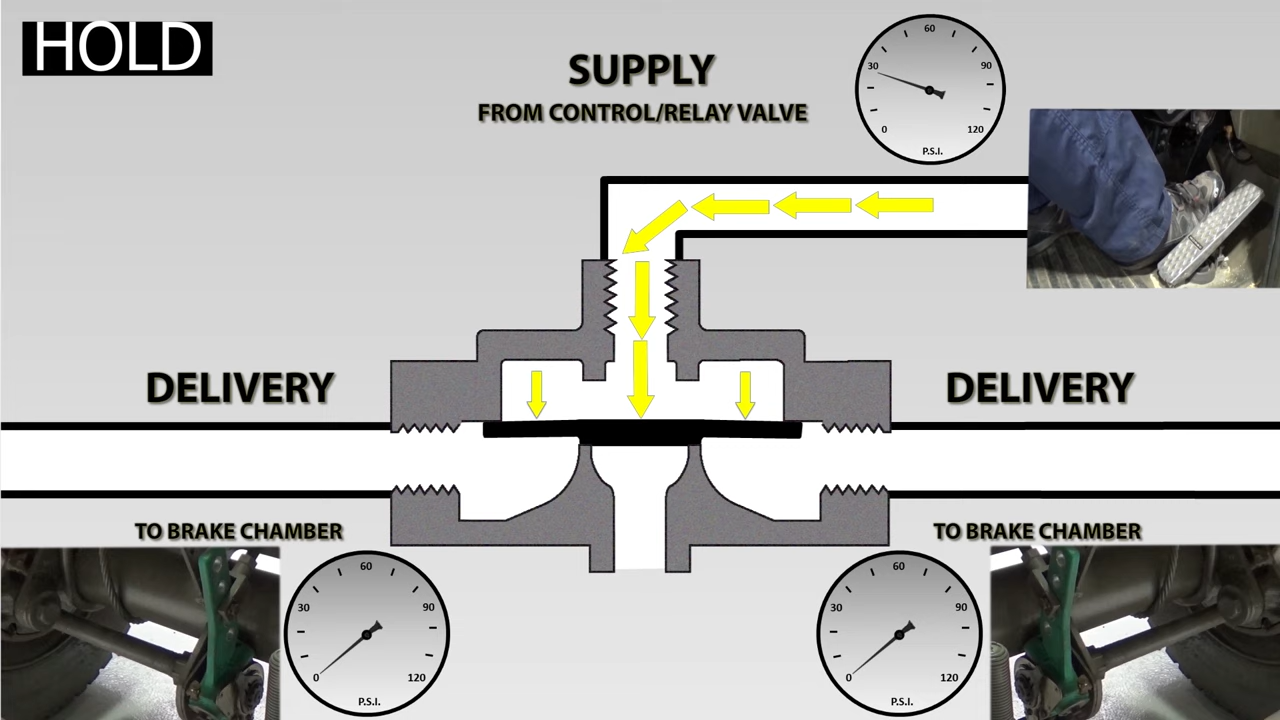 HOLD
SUPPLY
FROM CONTROL/RELAY VALVE
60
30
90
0
120
P.S.I.
DELIVERY
DELIVERY
TO BRAKE CHAMBER
TO BRAKE CHAMBER
60
30
90
0
120
P.S.I.
60
30
90
0
120
P.S.I.